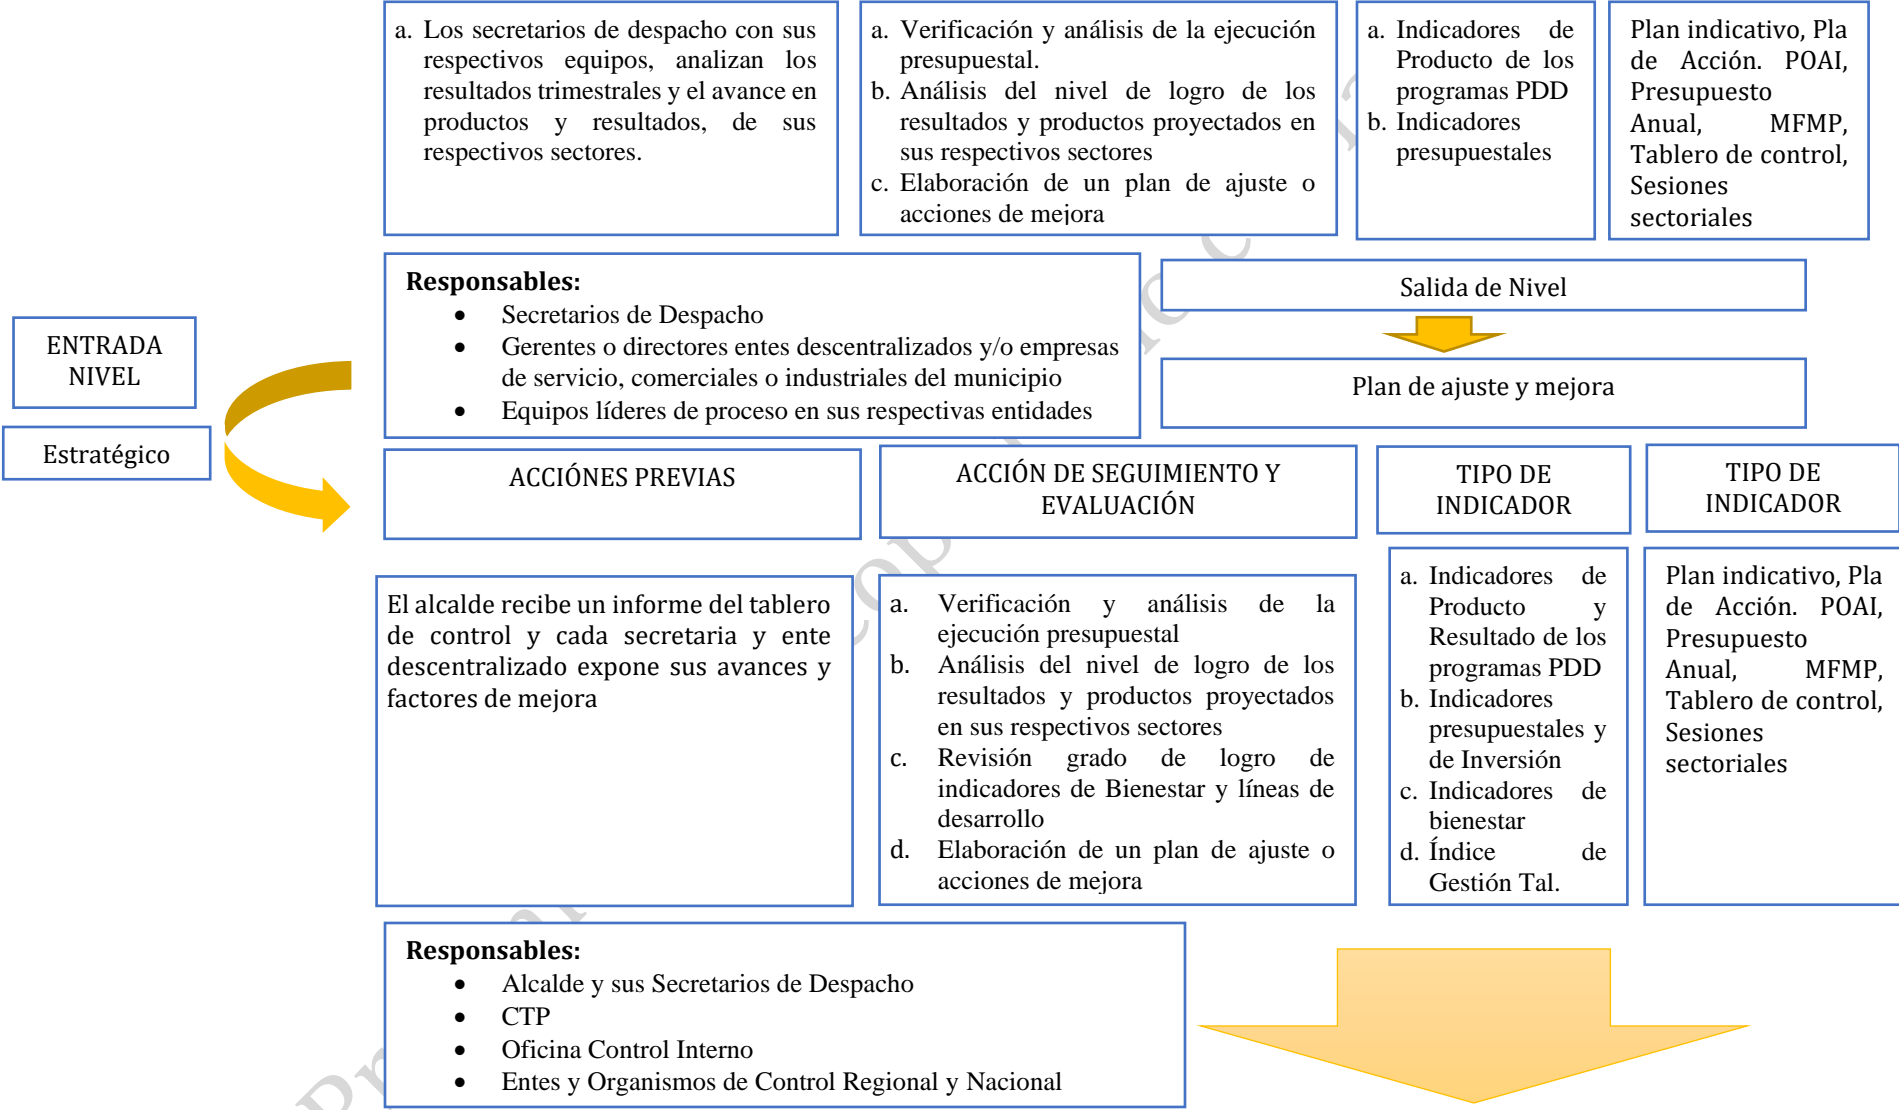 a. Los secretarios de despacho con sus
respectivos equipos, analizan los
resultados trimestrales y el avance en
productos y resultados, de sus
respectivos sectores.
a. Verificación y análisis de la ejecución
presupuestal.
b. Análisis del nivel de logro de los
resultados y productos proyectados en
sus respectivos sectores
c. Elaboración de un plan de ajuste o
acciones de mejora
a. Indicadores de
Producto de los
programas PDD
b. Indicadores
presupuestales
Plan indicativo, Pla
de Acción. POAI,
Presupuesto
Anual, MFMP,
Tablero de control,
Sesiones
sectoriales
Responsables:
• Secretarios de Despacho
• Gerentes o directores entes descentralizados y/o empresas
de servicio, comerciales o industriales del municipio
• Equipos líderes de proceso en sus respectivas entidades
Salida de Nivel
Plan de ajuste y mejora
ENTRADA
NIVEL
Estratégico
ACCIÓNES PREVIAS
ACCIÓN DE SEGUIMIENTO Y
EVALUACIÓN
TIPO DE
INDICADOR
TIPO DE
INDICADOR
El alcalde recibe un informe del tablero
de control y cada secretaria y ente
descentralizado expone sus avances y
factores de mejora
a. Verificación y análisis de la
ejecución presupuestal
b. Análisis del nivel de logro de los
resultados y productos proyectados
en sus respectivos sectores
c. Revisión grado de logro de
indicadores de Bienestar y líneas de
desarrollo
d. Elaboración de un plan de ajuste o
acciones de mejora
a. Indicadores de
Producto y
Resultado de los
programas PDD
b. Indicadores
presupuestales y
de Inversión
c. Indicadores de
bienestar
d. Índice de
Gestión Tal.
Plan indicativo, Pla
de Acción. POAI,
Presupuesto
Anual, MFMP,
Tablero de control,
Sesiones
sectoriales
Responsables:
• Alcalde y sus Secretarios de Despacho
• CTP
• Oficina Control Interno
• Entes y Organismos de Control Regional y Nacional